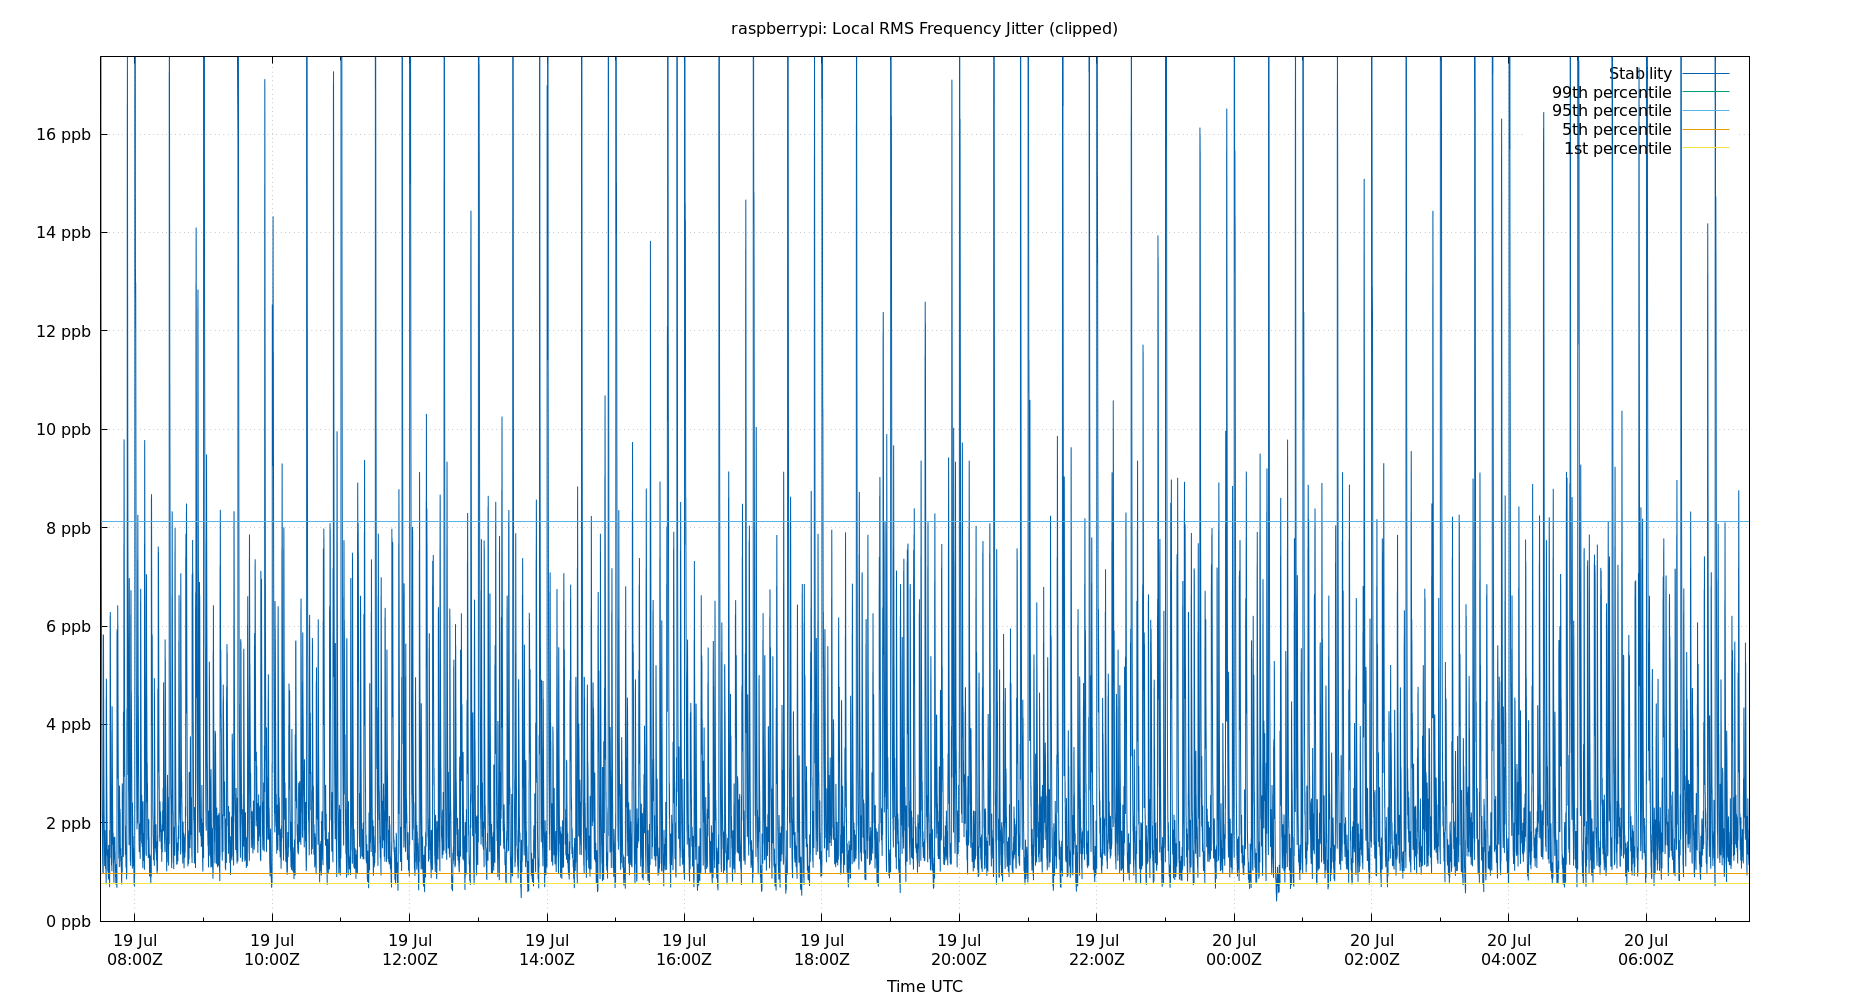 raspberrypi: Local RMS Frequency Jitter (clipped)
Stability
99th percentile
95th percentile
5th percentile
1st percentile
16 ppb
14 ppb
12 ppb
10 ppb
8 ppb
6 ppb
4 ppb
2 ppb
0 ppb
19 Jul 19 Jul 19 Jul 19 Jul 19 Jul 19 Jul 19 Jul 19 Jul 20 Jul 20 Jul 20 Jul 20 Jul
08:00Z 10:00Z 12:00Z 14:00Z 16:00Z 18:00Z 20:00Z 22:00Z 00:00Z 02:00Z 04:00Z 06:00Z
Time UTC